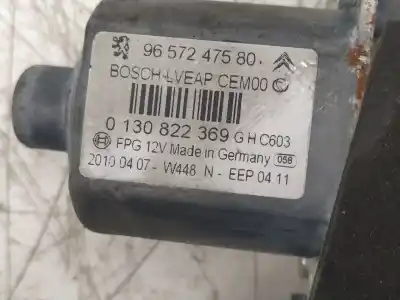 96 572 475 80
BOSCH-LVEAP CEM00 C
0 130 822 369 G H C603
FPG 12V Made in Germany 058
2010 04 07 - W448 N - EEP 04 11